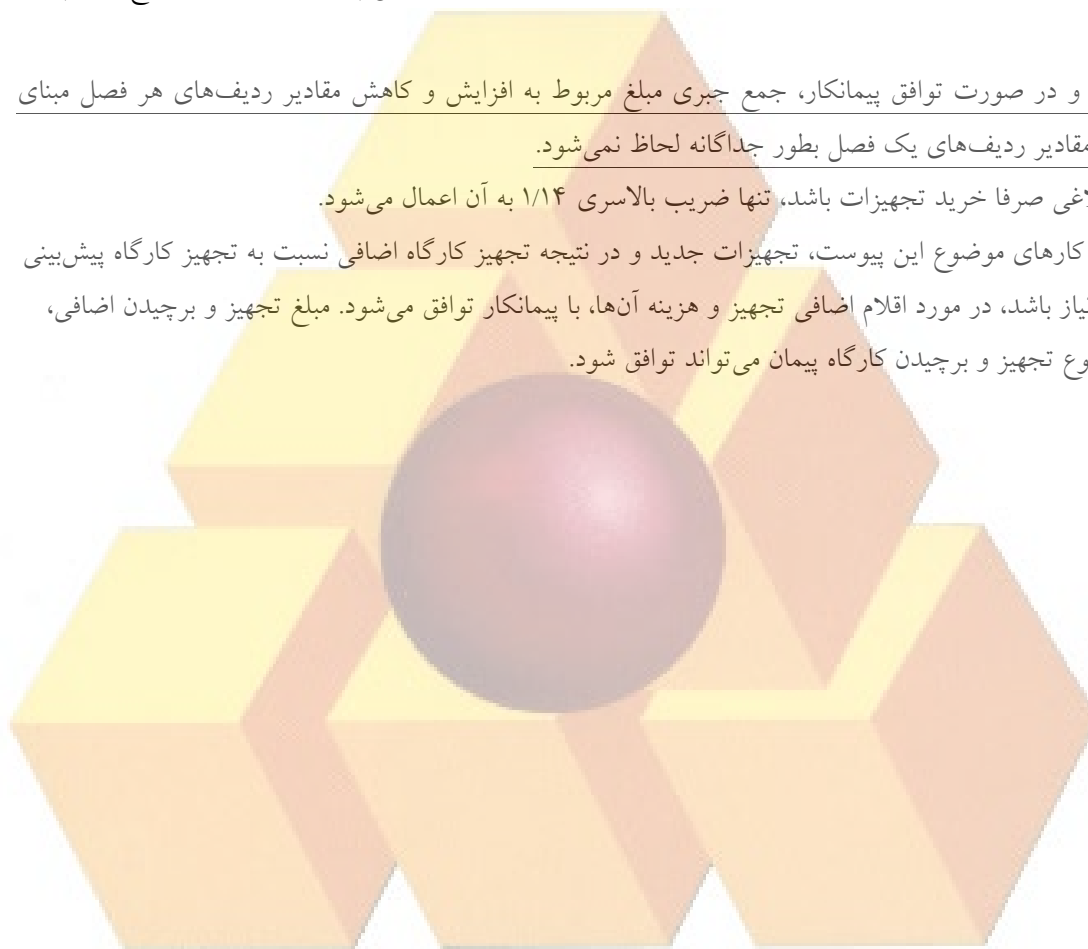 و در صورت توافق پیمانکار، جمع جبری مبلغ مربوط به افزایش و کاهش مقادیر ردیف‌های هر فصل مبنای
مقادیر ردیف‌های یک فصل بطور جداگانه لحاظ نمی‌شود.
صرفا خرید تجهیزات باشد، تنها ضریب بالاسری ۱/۱۴ به آن اعمال می‌شود.
کارهای موضوع این پیوست، تجهیزات جدید و در نتیجه تجهیز کارگاه اضافی نسبت به تجهیز کارگاه پیش‌بینی
باشد، در مورد اقلام اضافی تجهیز و هزینه آن‌ها، با پیمانکار توافق می‌شود. مبلغ تجهیز و برچیدن اضافی،
تجهیز و برچیدن کارگاه پیمان می‌تواند توافق شود.